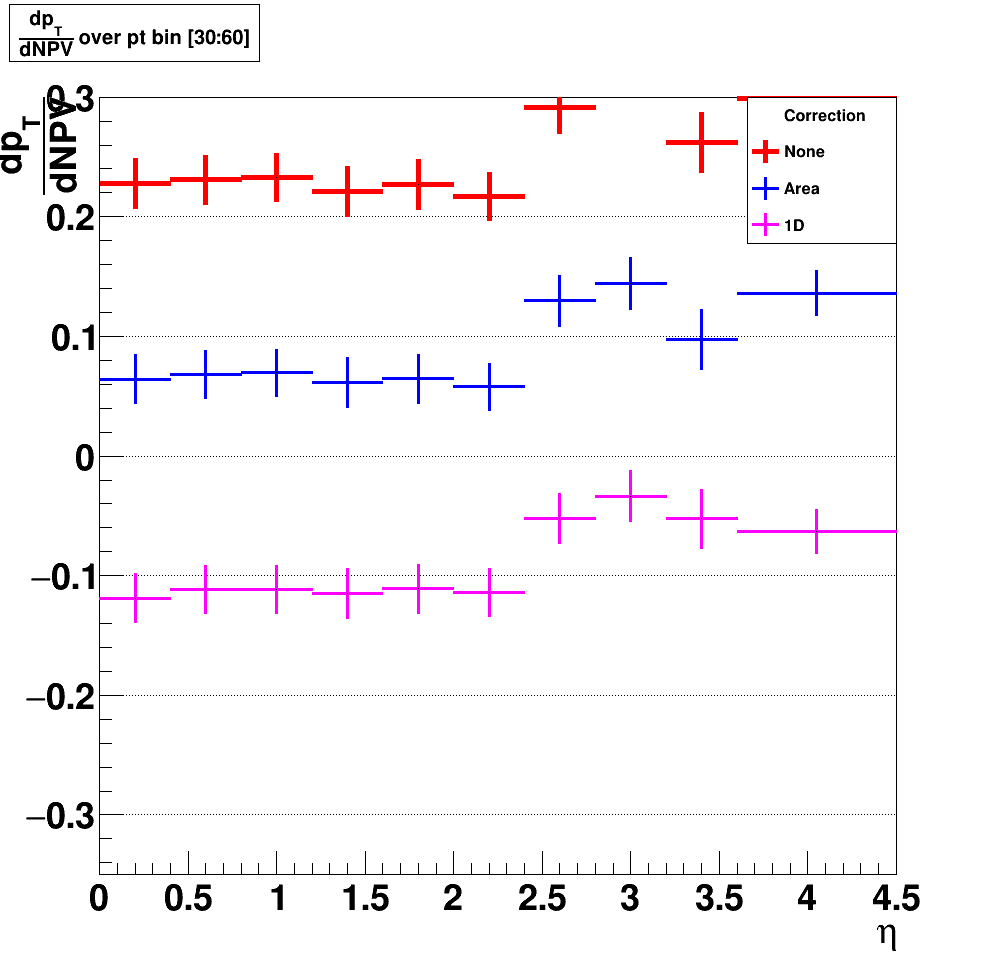 dp_T
dNPV over pt bin [30:60]
dp_T
dNPV
0.3
0.2
0.1
0
−0.1
−0.2
−0.3
Correction
None
Area
1D
0 0.5 1 1.5 2 2.5 3 3.5 4 4.5
η